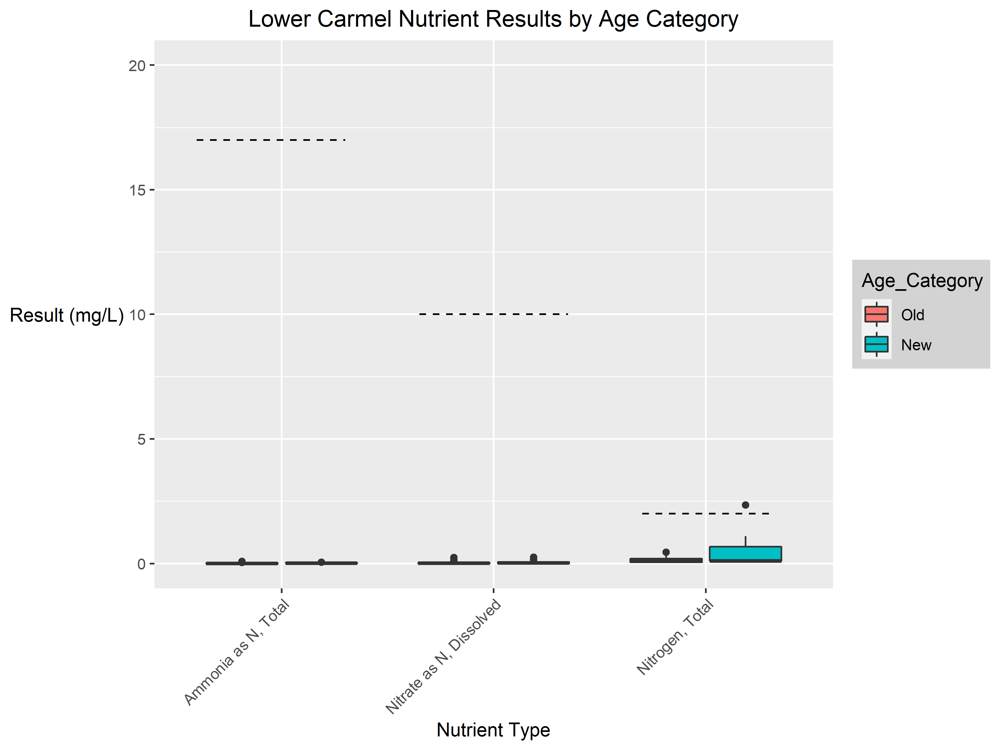 Lower Carmel Nutrient Results by Age Category
20
15
10
5
0
Result (mg/L)
Ammonia as N, Total
Nitrate as N, Dissolved
Nitrogen, Total
Nutrient Type
Age_Category
Old
New